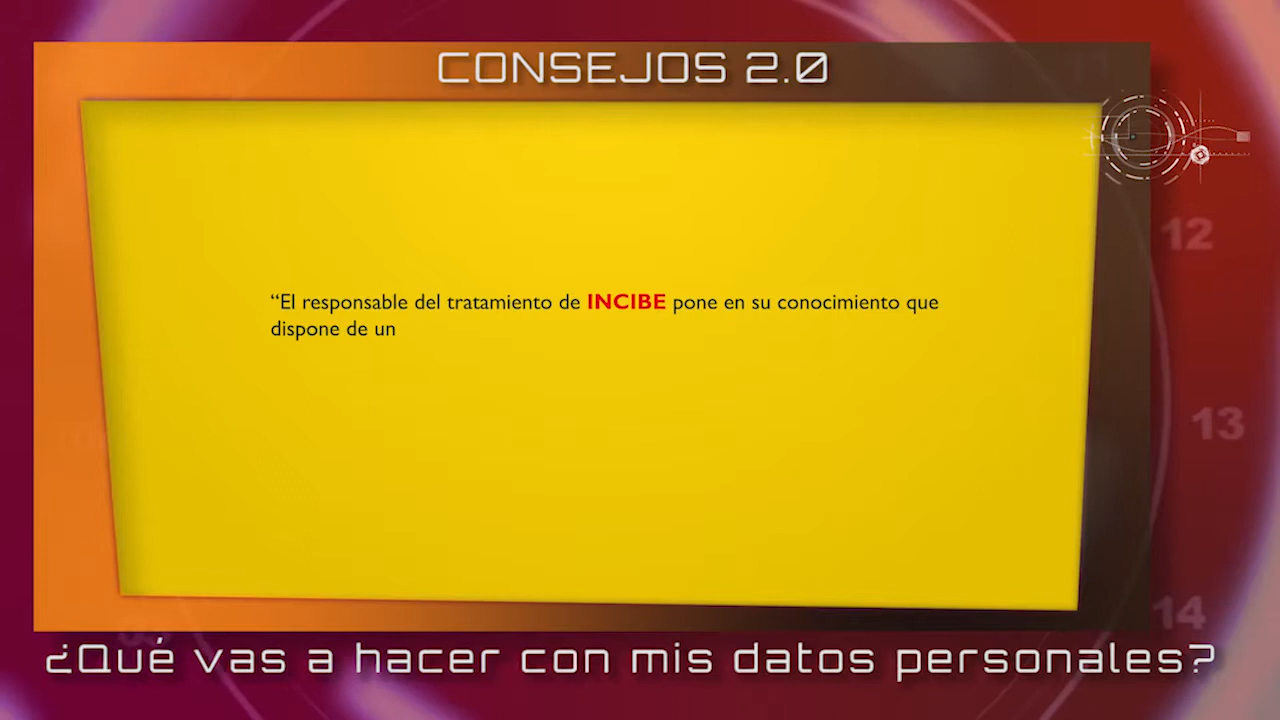 CONSEJOS 2.0
12
“El responsable del tratamiento de INCIBE pone en su conocimiento que
dispone de un
13
14
¿Qué vas a hacer con mis datos personales?